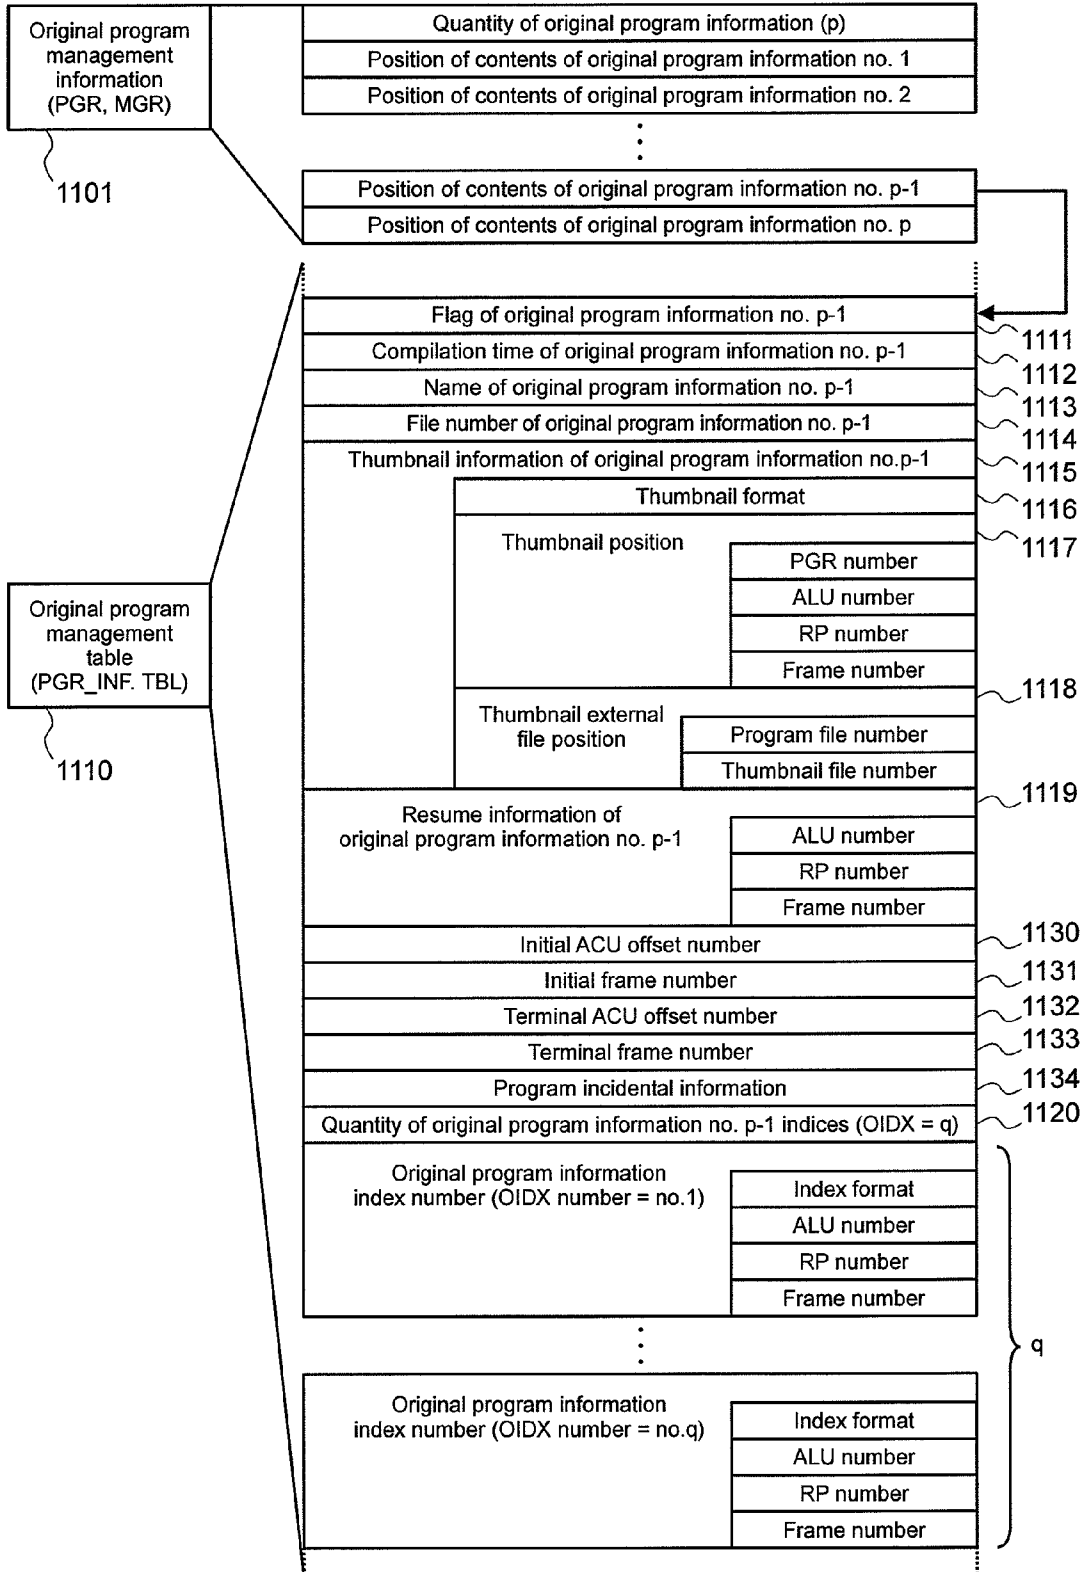 Original program
management
information
(PGR, MGR)
1101
Quantity of original program information (p)
Position of contents of original program information no. 1
Position of contents of original program information no. 2
Position of contents of original program information no. p-1
Position of contents of original program information no. p
Original program
management
table
(PGR_INF. TBL)
1110
Flag of original program information no. p-1
1111
Compilation time of original program information no. p-1
1112
Name of original program information no. p-1
1113
File number of original program information no. p-1
1114
Thumbnail information of original program information no.p-1
1115
Thumbnail format
1116
Thumbnail position
1117
PGR number
ALU number
RP number
Frame number
1118
Thumbnail external
file position
Program file number
Thumbnail file number
1119
Resume information of
original program information no. p-1
ALU number
RP number
Frame number
Initial ACU offset number
1130
Initial frame number
1131
Terminal ACU offset number
1132
Terminal frame number
1133
Program incidental information
1134
Quantity of original program information no. p-1 indices (OIDX = q)
1120
Original program information
index number (OIDX number = no.1)
Index format
ALU number
RP number
Frame number
q
Original program information
index number (OIDX number = no.q)
Index format
ALU number
RP number
Frame number